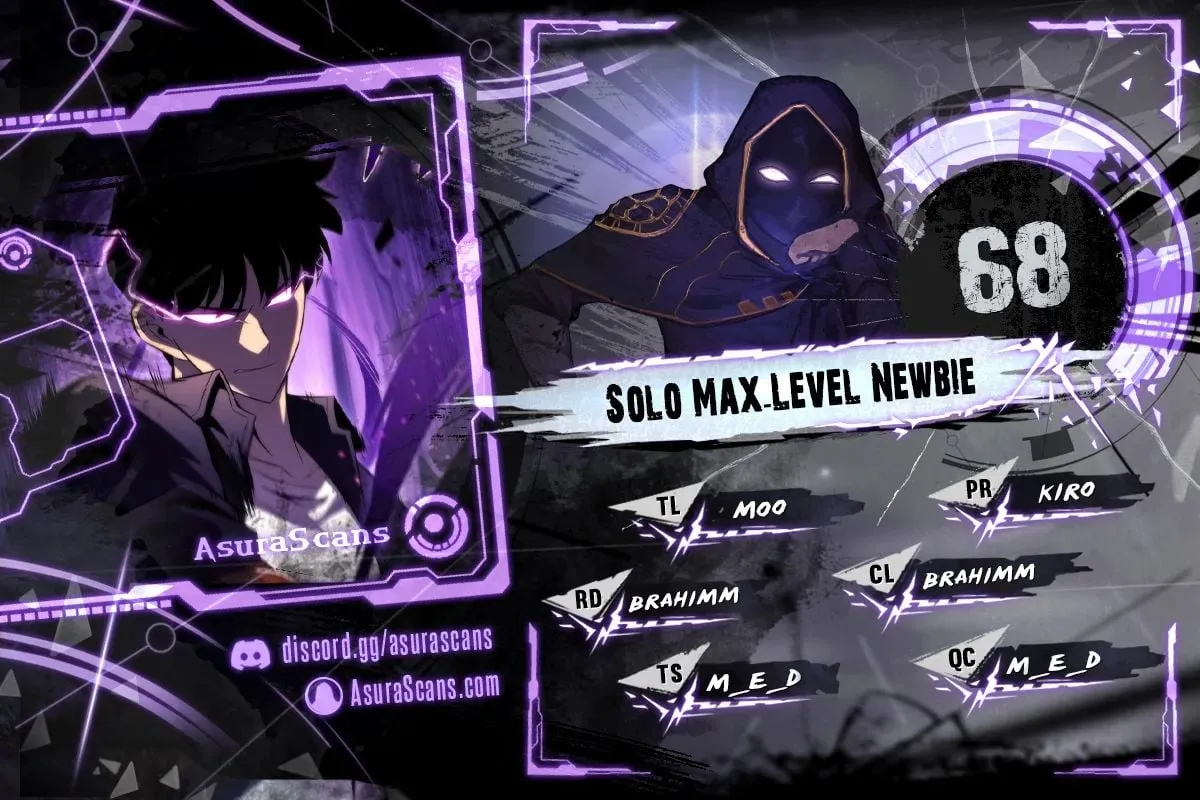 68
SOLO MAX-LEVEL NEWBIE
TL MOO
PR KIRO
RD BRAHIMM
CL BRAHIMM
TS M_E_D
QC M_E_D
AsuraScans
discord.gg/asurascans
AsuraScans.com